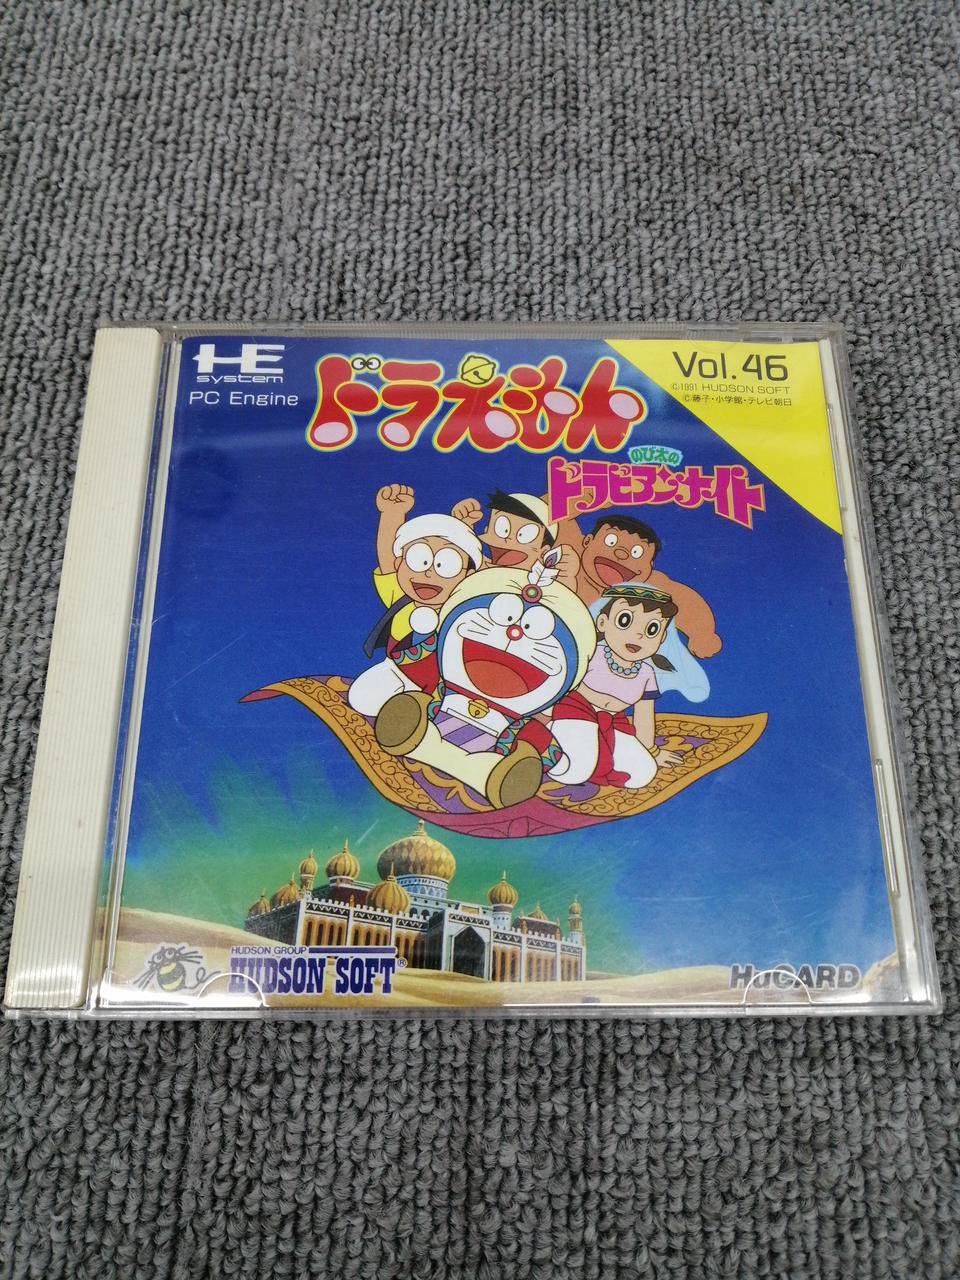 HE
system
PC Engine
ドラえもん
のび太の
ドラビアンナイト
Vol.46
©1991 HUDSON SOFT
©藤子・小学館・テレビ朝日
HUDSON GROUP
HUDSON SOFT®
HuCARD